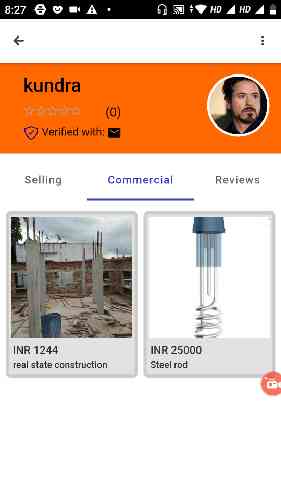 8:27
HD
HD
kundra
(0)
Verified with:
Selling
Commercial
Reviews
INR 1244
real state construction
INR 25000
Steel rod